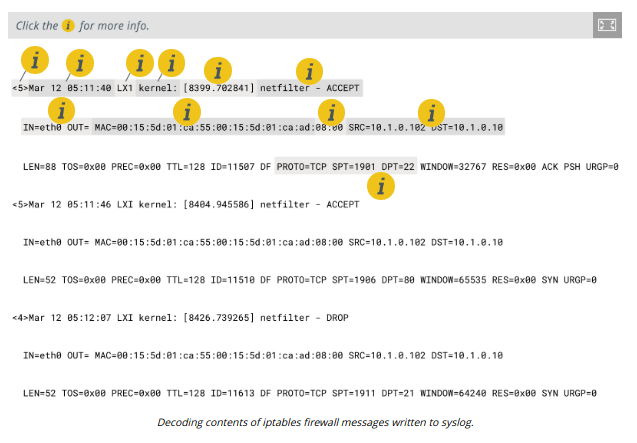 Click the i for more info.
i i i i i i
<5>Mar 12 05:11:40 LX1 kernel: [8399.702841] netfilter – ACCEPT
i i i i
IN=eth0 OUT= MAC=00:15:5d:01:ca:55:00:15:5d:01:ca:ad:08:00 SRC=10.1.0.102 DST=10.1.0.10
LEN=88 TOS=0x00 PREC=0x00 TTL=128 ID=11507 DF PROTO=TCP SPT=1901 DPT=22 WINDOW=32767 RES=0x00 ACK PSH URGP=0
i
<5>Mar 12 05:11:46 LXI kernel: [8404.945586] netfilter – ACCEPT
IN=eth0 OUT= MAC=00:15:5d:01:ca:55:00:15:5d:01:ca:ad:08:00 SRC=10.1.0.102 DST=10.1.0.10
LEN=52 TOS=0x00 PREC=0x00 TTL=128 ID=11510 DF PROTO=TCP SPT=1906 DPT=80 WINDOW=65535 RES=0x00 SYN URGP=0
<4>Mar 12 05:12:07 LXI kernel: [8426.739265] netfilter – DROP
IN=eth0 OUT= MAC=00:15:5d:01:ca:55:00:15:5d:01:ca:ad:08:00 SRC=10.1.0.102 DST=10.1.0.10
LEN=52 TOS=0x00 PREC=0x00 TTL=128 ID=11613 DF PROTO=TCP SPT=1911 DPT=21 WINDOW=64240 RES=0x00 SYN URGP=0
Decoding contents of iptables firewall messages written to syslog.